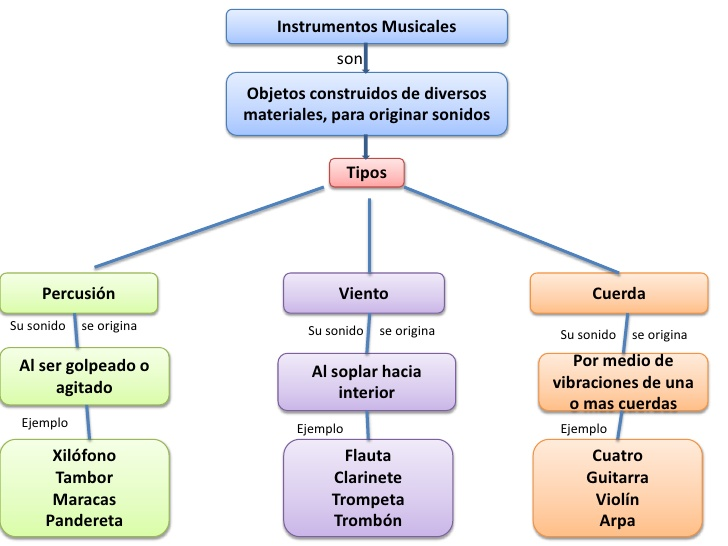 Instrumentos Musicales
son
Objetos construidos de diversos
materiales, para originar sonidos
Tipos
Percusión
Su sonido se origina
Al ser golpeado o
agitado
Ejemplo
Xilófono
Tambor
Maracas
Pandereta
Viento
Su sonido se origina
Al soplar hacia
interior
Ejemplo
Flauta
Clarinete
Trompeta
Trombón
Cuerda
Su sonido se origina
Por medio de
vibraciones de una
o mas cuerdas
Ejemplo
Cuatro
Guitarra
Violín
Arpa